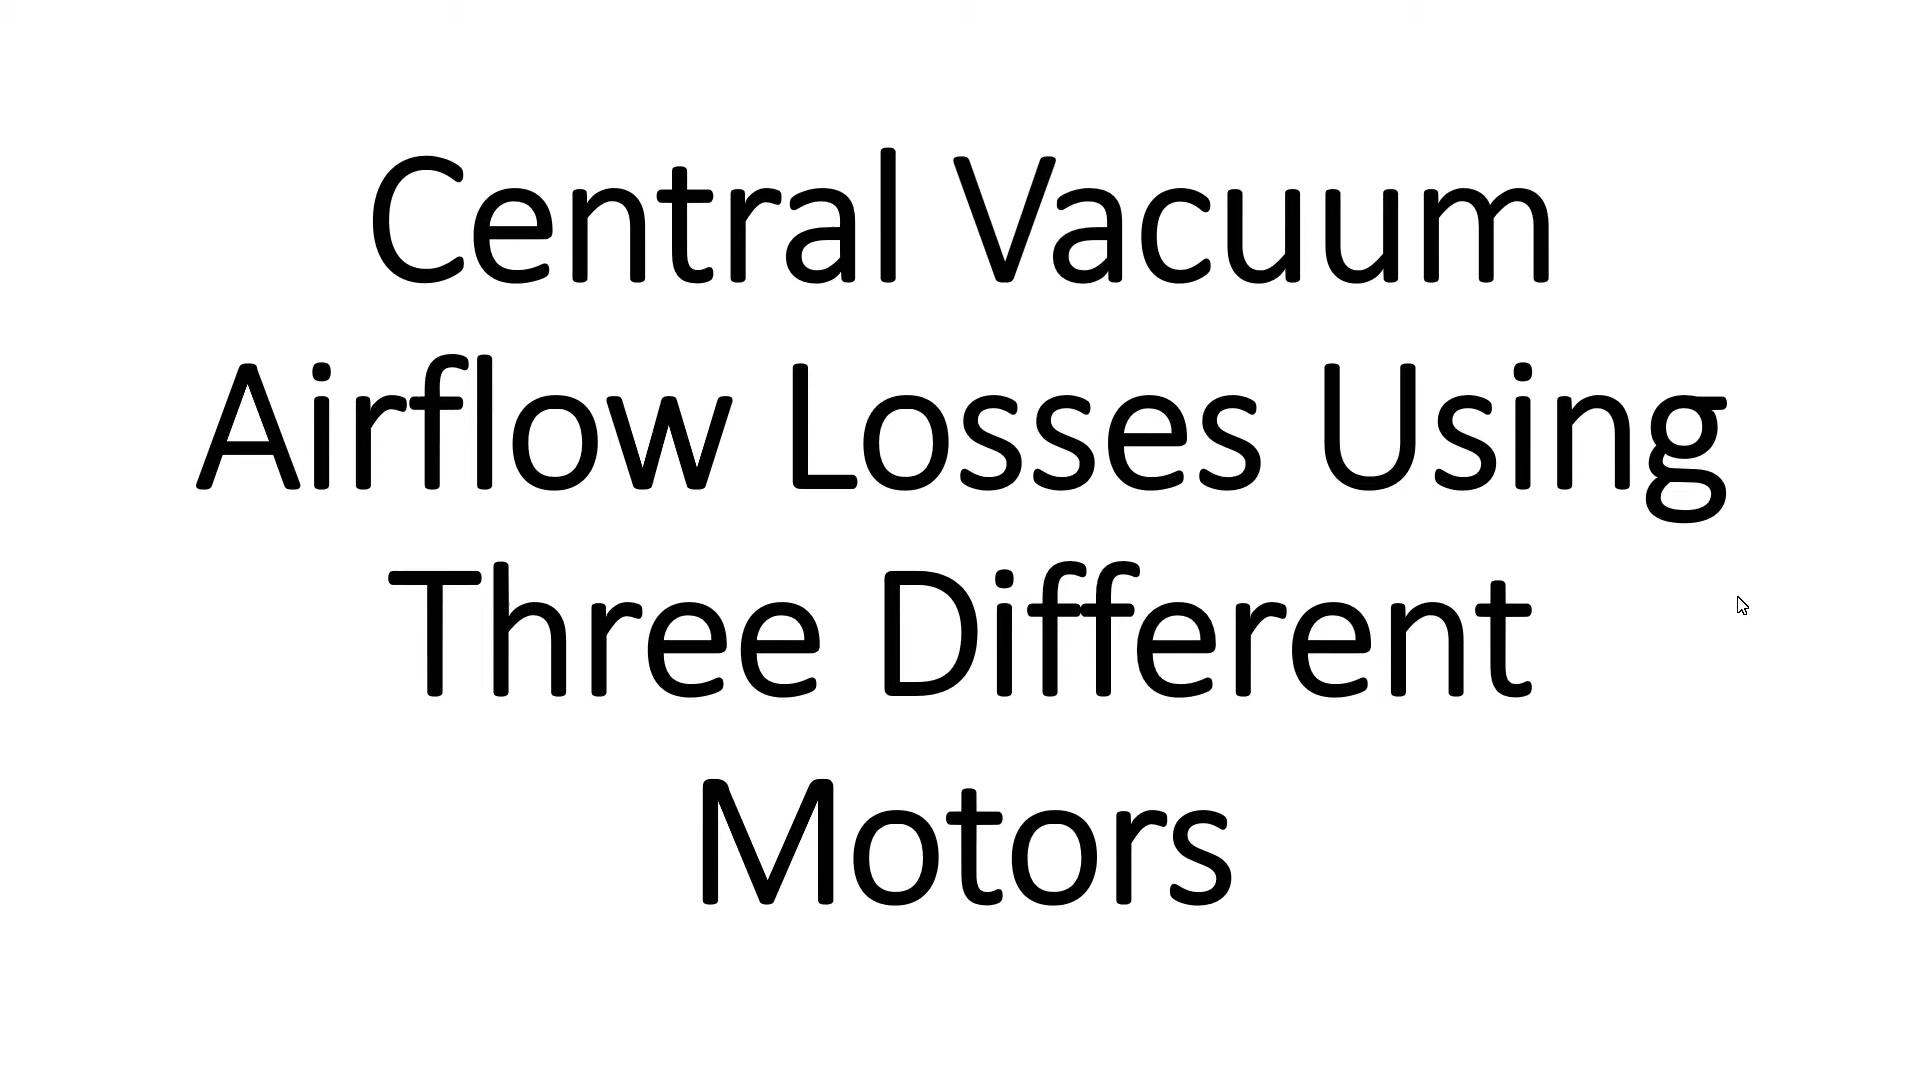 Central Vacuum
Airflow Losses Using
Three Different
Motors